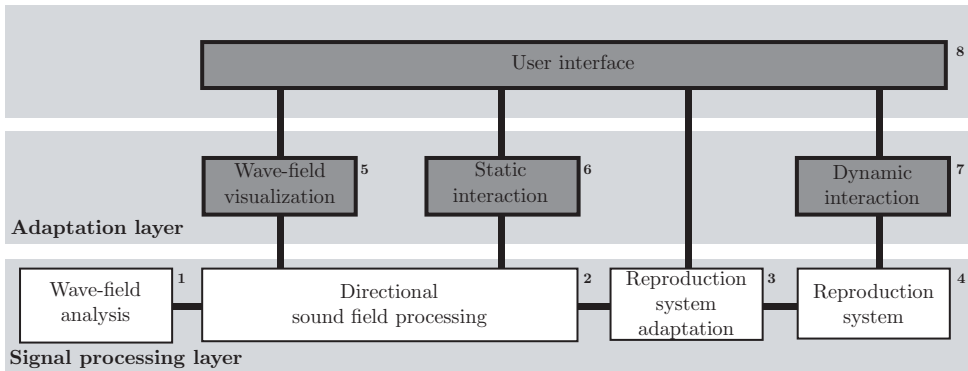 User interface
8
Wave-field
visualization
5
Static
interaction
6
Dynamic
interaction
7
Adaptation layer
Wave-field
analysis
1
Directional
sound field processing
2
Reproduction
system
adaptation
3
Reproduction
system
4
Signal processing layer